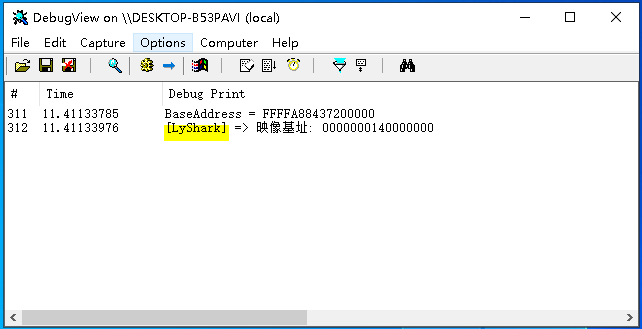 DebugView on \\DESKTOP-B53PAVI (local)
File Edit Capture Options Computer Help
# Time Debug Print
311 11.41133785 BaseAddress = FFFFA88437200000
312 11.41133976 [LyShark] => 映像基址: 0000000140000000